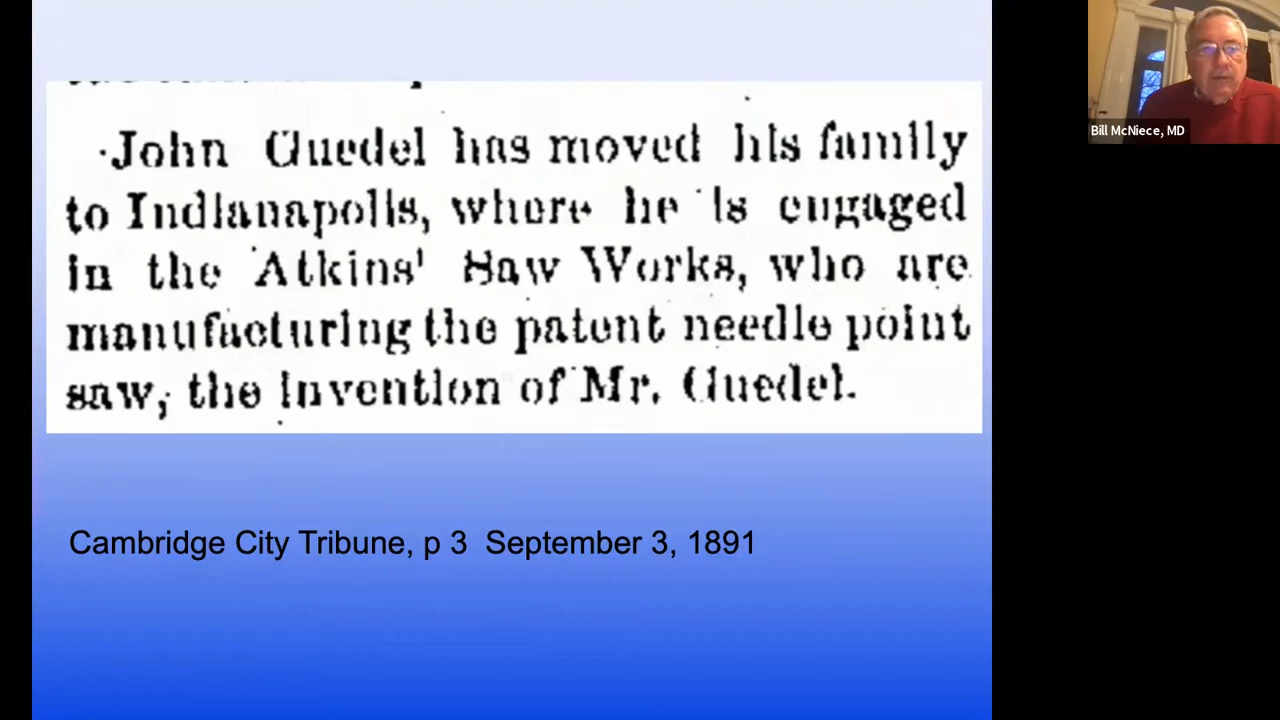 John Guedel has moved his family
to Indianapolis, where he is engaged
in the Atkins' Saw Works, who are
manufacturing the patent needle point
saw, the invention of Mr. Guedel.
Cambridge City Tribune, p 3 September 3, 1891
Bill McNiece, MD